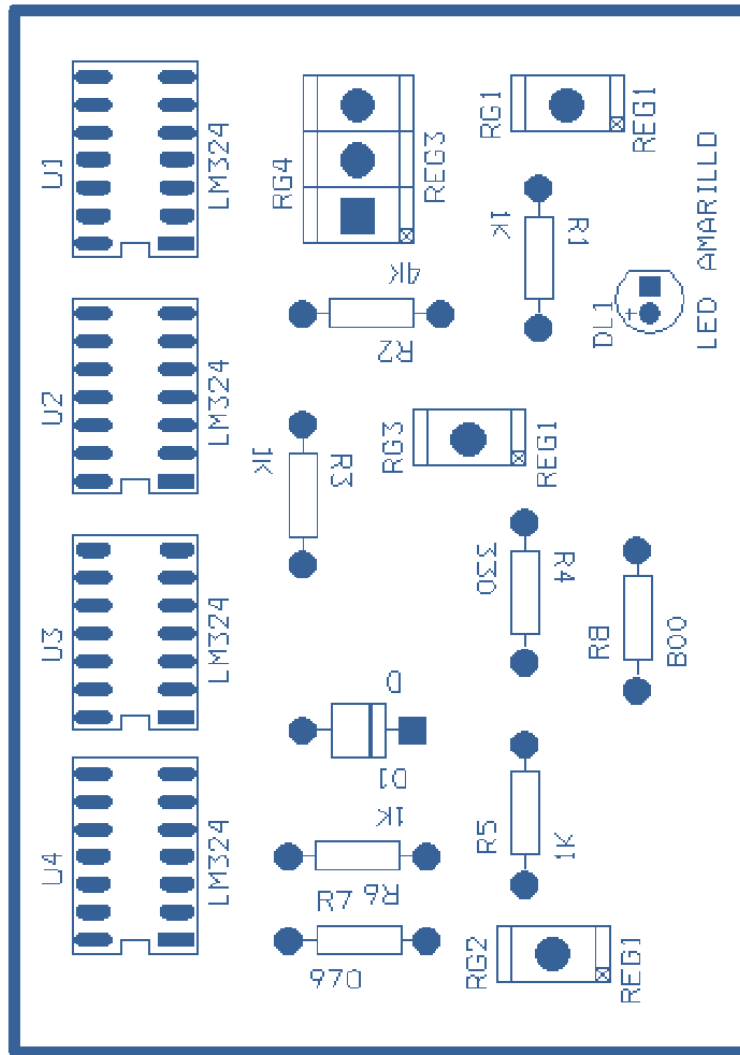 U1
LM324
RG4
REG3
RG1
REG1
1K
R1
4K
R2
DL1
+
LED AMARILLO
U2
LM324
1K
R3
RG3
REG1
330
R4
R8
800
U3
LM324
D
D1
U4
LM324
1K
R6
R7
970
R5
1K
RG2
REG1